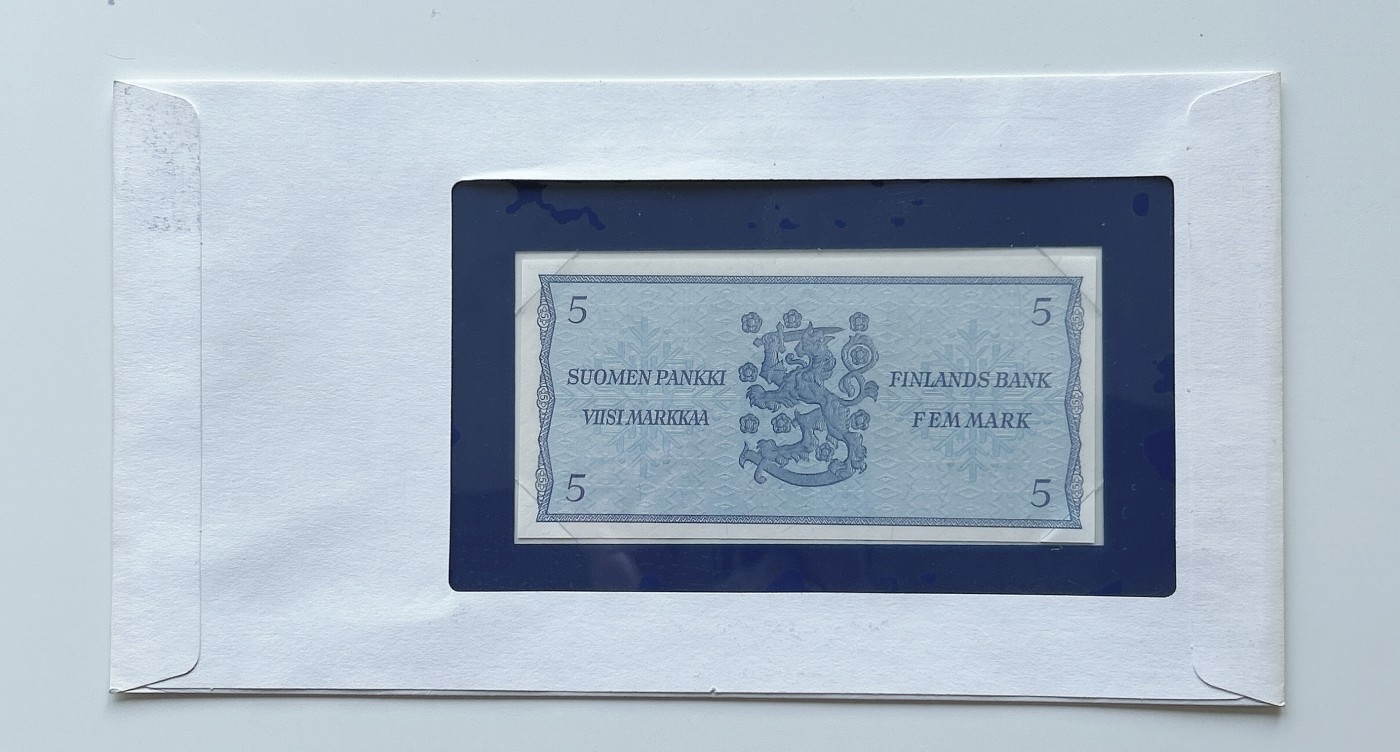 5 5
SUOMEN PANKKI FINLANDS BANK
VIISI MARKKAA FEM MARK
5 5